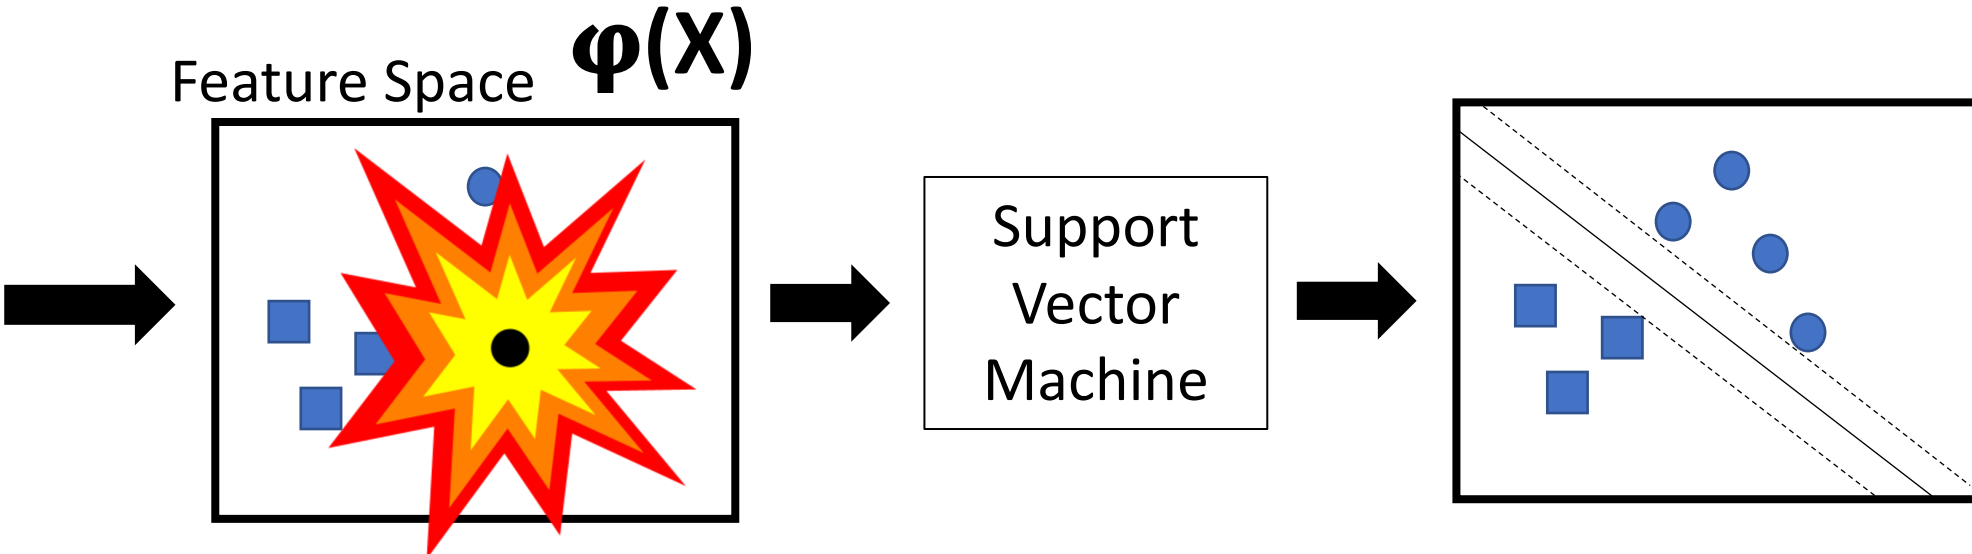 φ(X)
Feature Space
Support
Vector
Machine